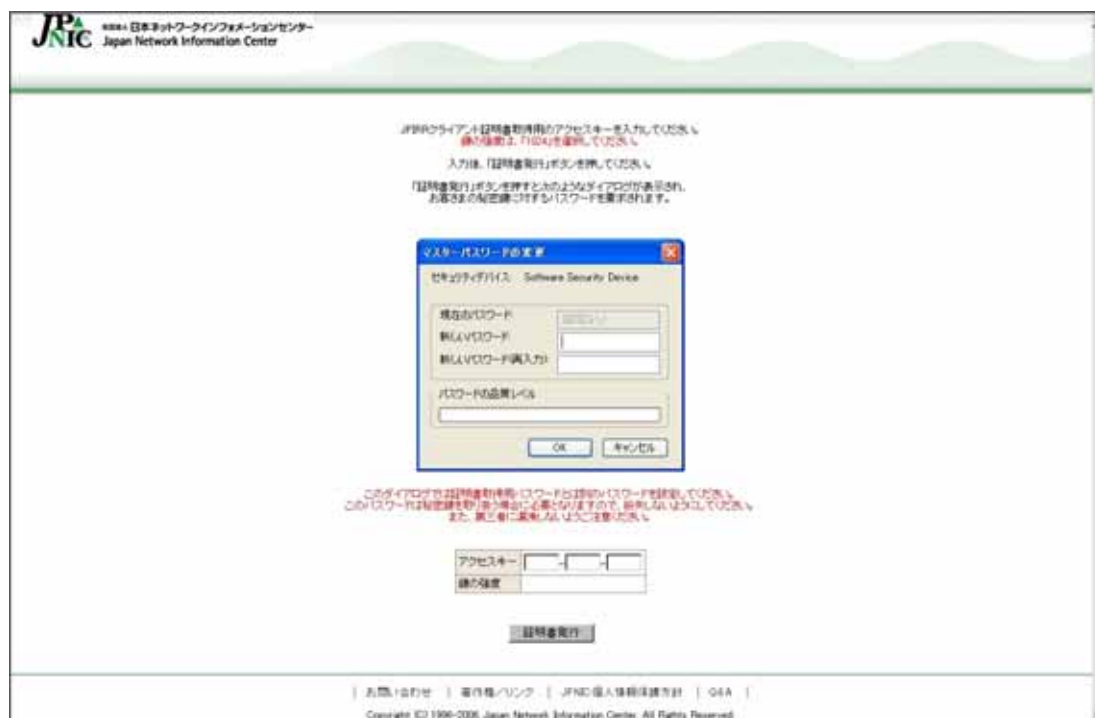 JPNIC 社団法人 日本ネットワークインフォメーションセンター
Japan Network Information Center
JPIRRクライアント証明書取得用のアクセスキーを入力してください。
鍵の強度は、「1024」を選択してください。
入力後、「証明書発行」ボタンを押してください。
「証明書発行」ボタンを押すと次のようなダイアログが表示され、
お客さまの秘密鍵に対するパスワードを要求されます。
マスターパスワードの変更
セキュリティデバイス Software Security Device
現在のパスワード
新しいパスワード
新しいパスワード(再入力)
パスワードの品質レベル
OK キャンセル
このダイアログでは証明書取得用パスワードとは別のパスワードを設定してください。
このパスワードは秘密鍵を取り扱う場合に必要となりますので、紛失しないようにしてください。
また、第三者に漏洩しないようご注意ください。
アクセスキー - -
鍵の強度
証明書発行
| お問い合わせ | 著作権/リンク | JPNIC個人情報保護方針 | Q&A |
Copyright (C) 1996-2006 Japan Network Information Center. All Rights Reserved.